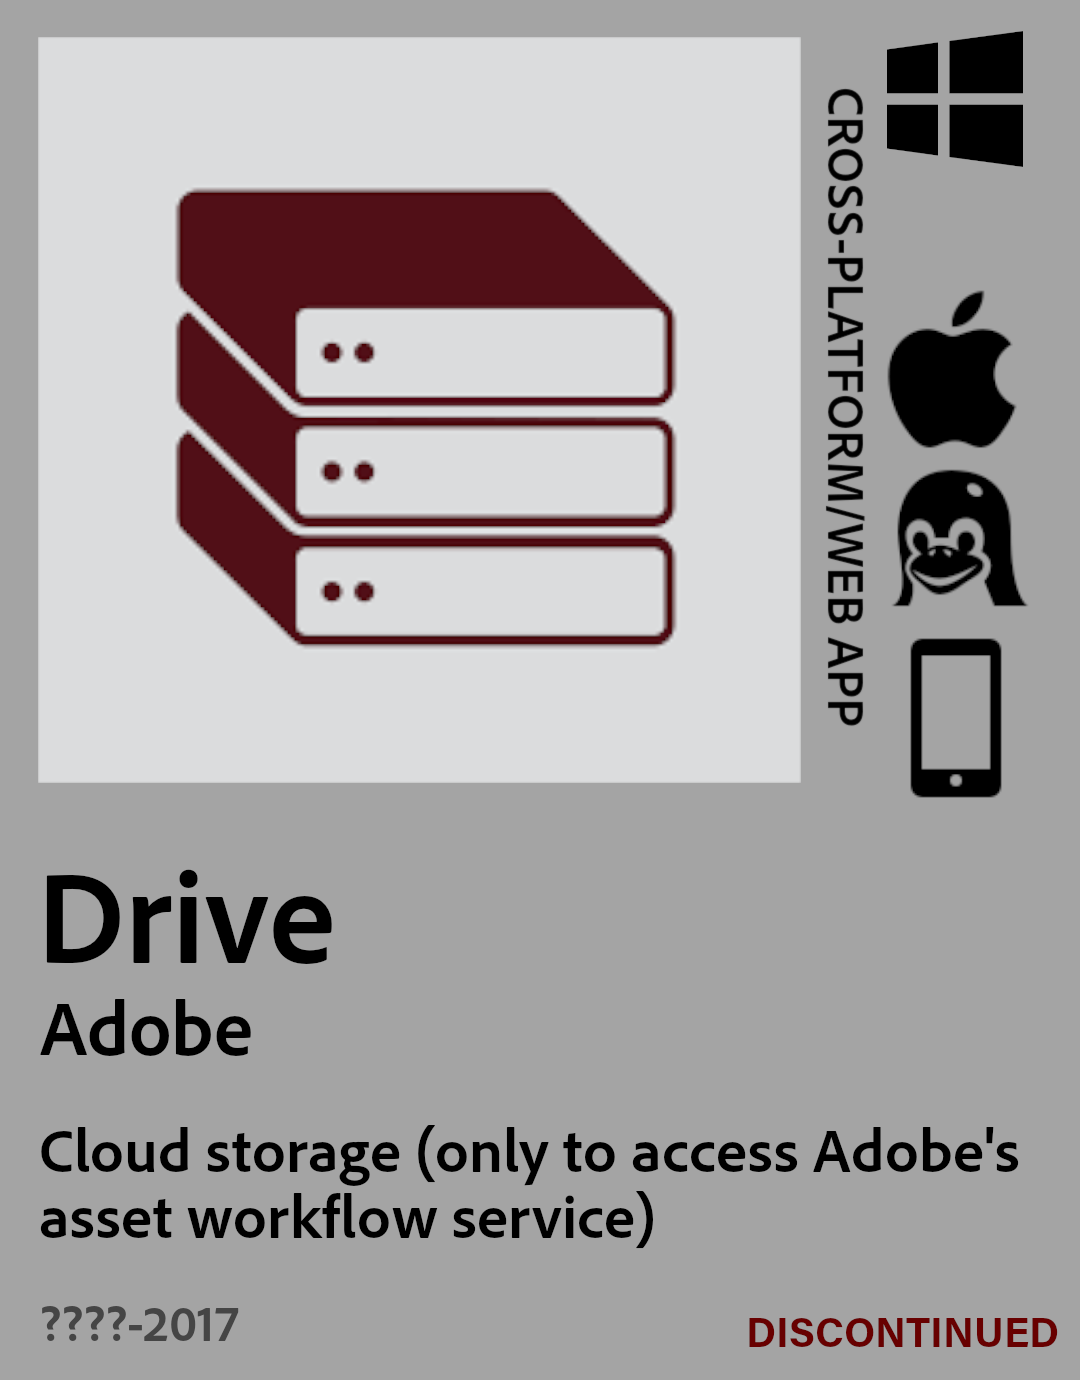 CROSS-PLATFORM/WEB APP
Drive
Adobe
Cloud storage (only to access Adobe's
asset workflow service)
????-2017
DISCONTINUED